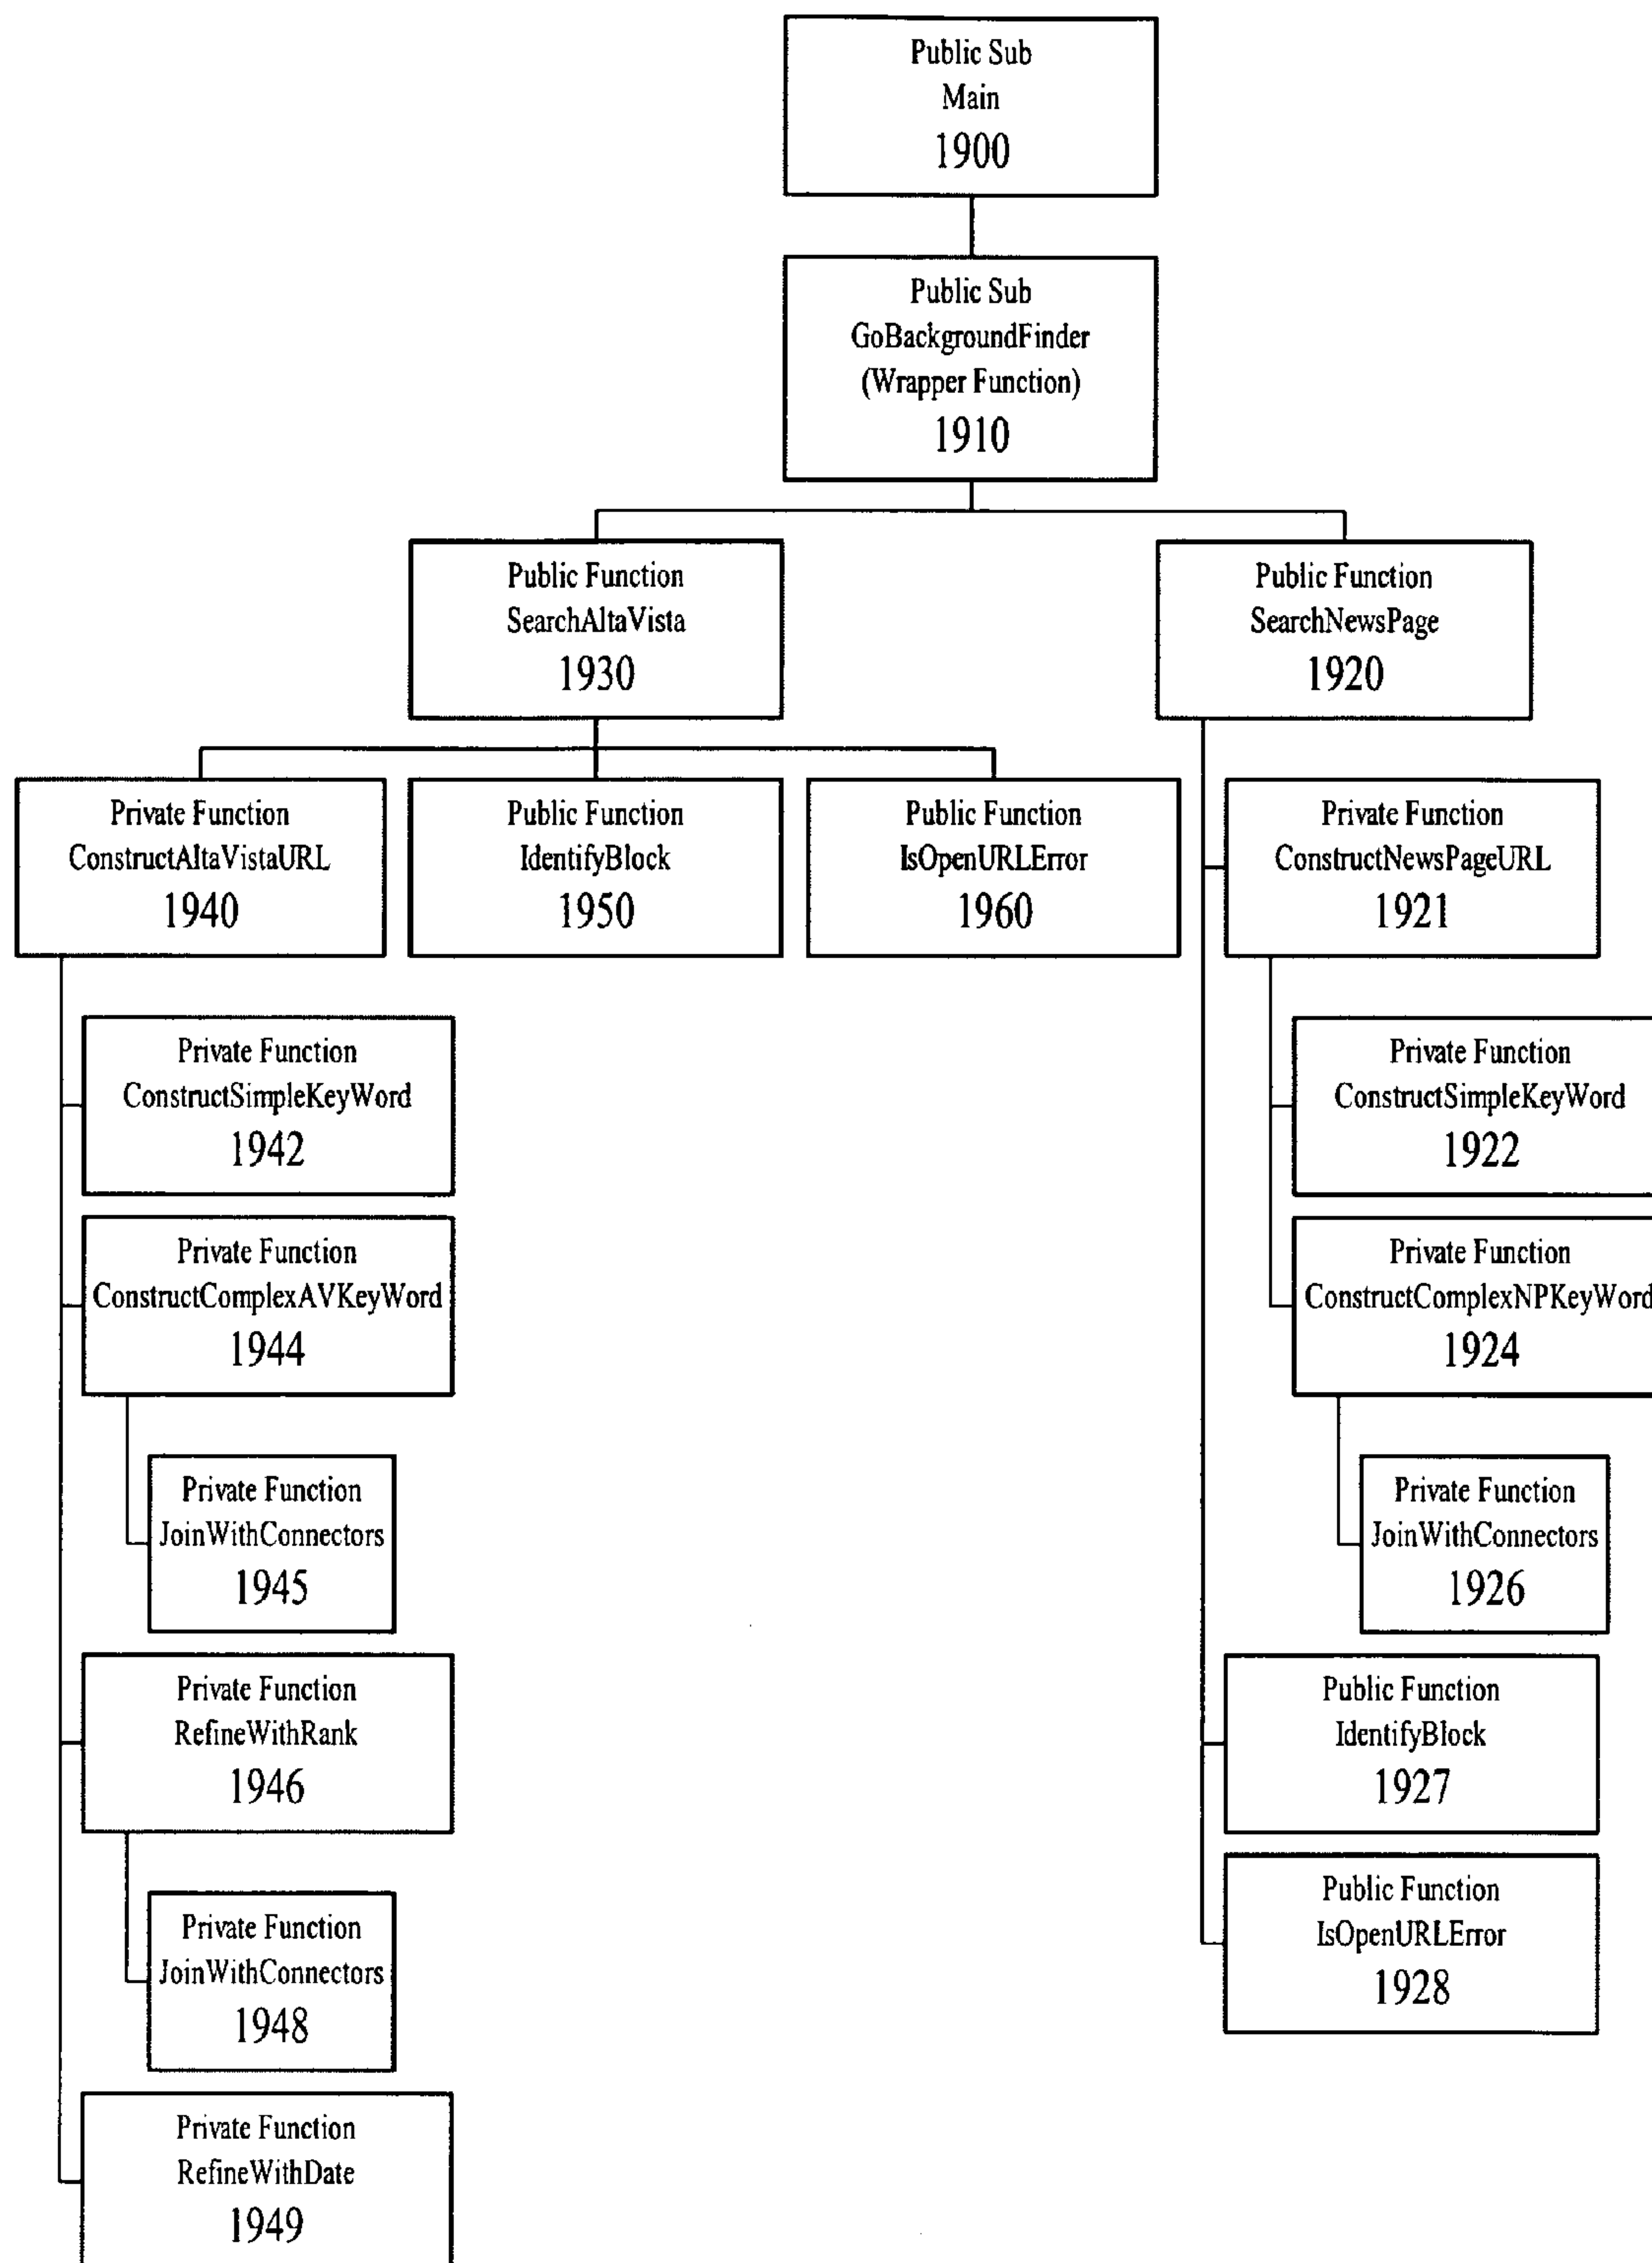 Public Sub
Main
1900
Public Sub
GoBackgroundFinder
(Wrapper Function)
1910
Public Function
SearchAltaVista
1930
Public Function
SearchNewsPage
1920
Private Function
ConstructAltaVistaURL
1940
Public Function
IdentifyBlock
1950
Public Function
IsOpenURLError
1960
Private Function
ConstructNewsPageURL
1921
Private Function
ConstructSimpleKeyWord
1942
Private Function
ConstructSimpleKeyWord
1922
Private Function
ConstructComplexAVKeyWord
1944
Private Function
ConstructComplexNPKeyWord
1924
Private Function
JoinWithConnectors
1945
Private Function
JoinWithConnectors
1926
Private Function
RefineWithRank
1946
Public Function
IdentifyBlock
1927
Private Function
JoinWithConnectors
1948
Public Function
IsOpenURLError
1928
Private Function
RefineWithDate
1949